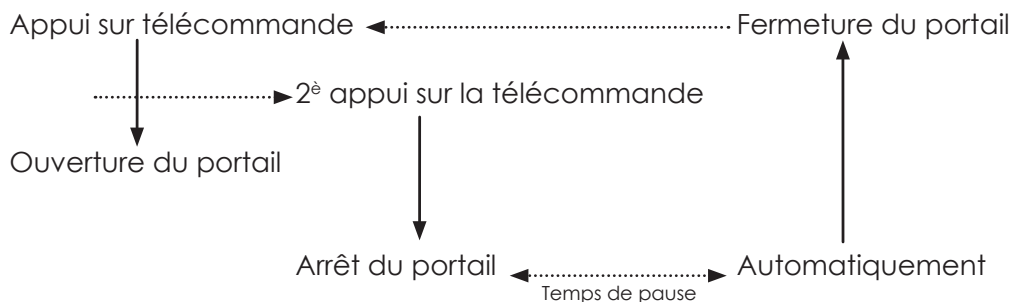 Appui sur télécommande
Fermeture du portail
2è appui sur la télécommande
Ouverture du portail
Arrêt du portail
Automatiquement
Temps de pause